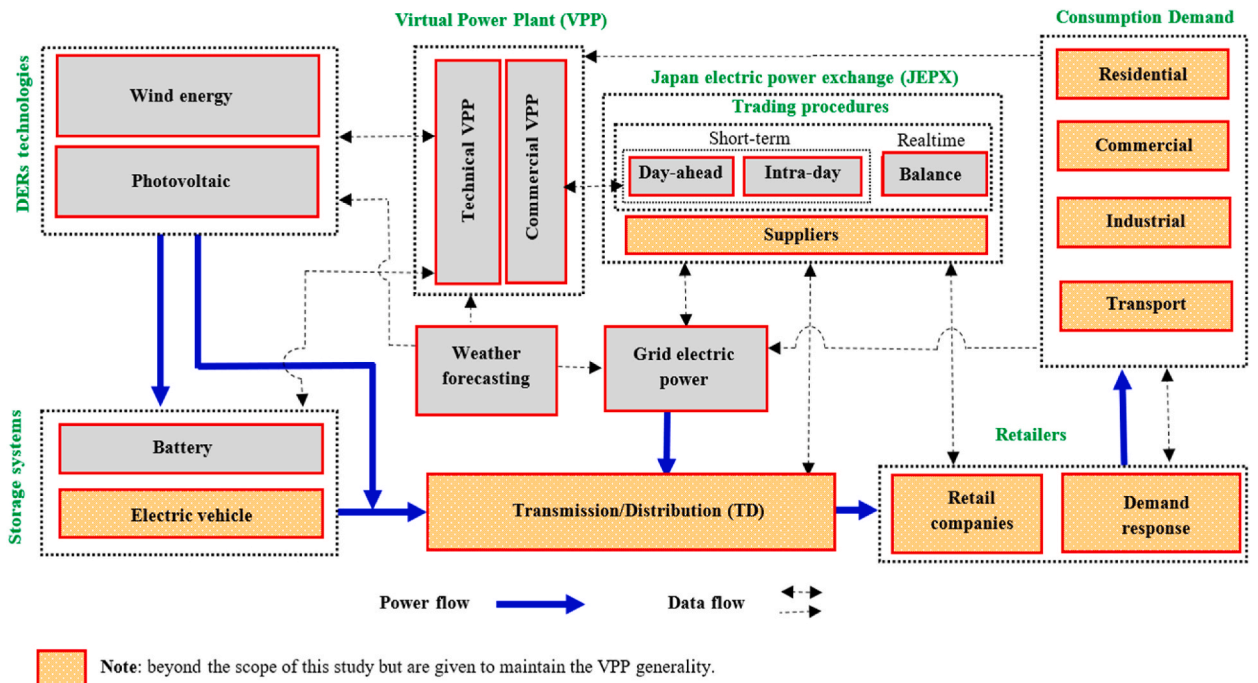 Virtual Power Plant (VPP)
Consumption Demand
DERs technologies
Wind energy
Photovoltaic
Technical VPP
Commercial VPP
Japan electric power exchange (JEPX)
Trading procedures
Short-term
Realtime
Day-ahead
Intra-day
Balance
Suppliers
Residential
Commercial
Industrial
Transport
Weather
forecasting
Grid electric
power
Storage systems
Battery
Electric vehicle
Transmission/Distribution (TD)
Retailers
Retail
companies
Demand
response
Power flow
Data flow
Note: beyond the scope of this study but are given to maintain the VPP generality.